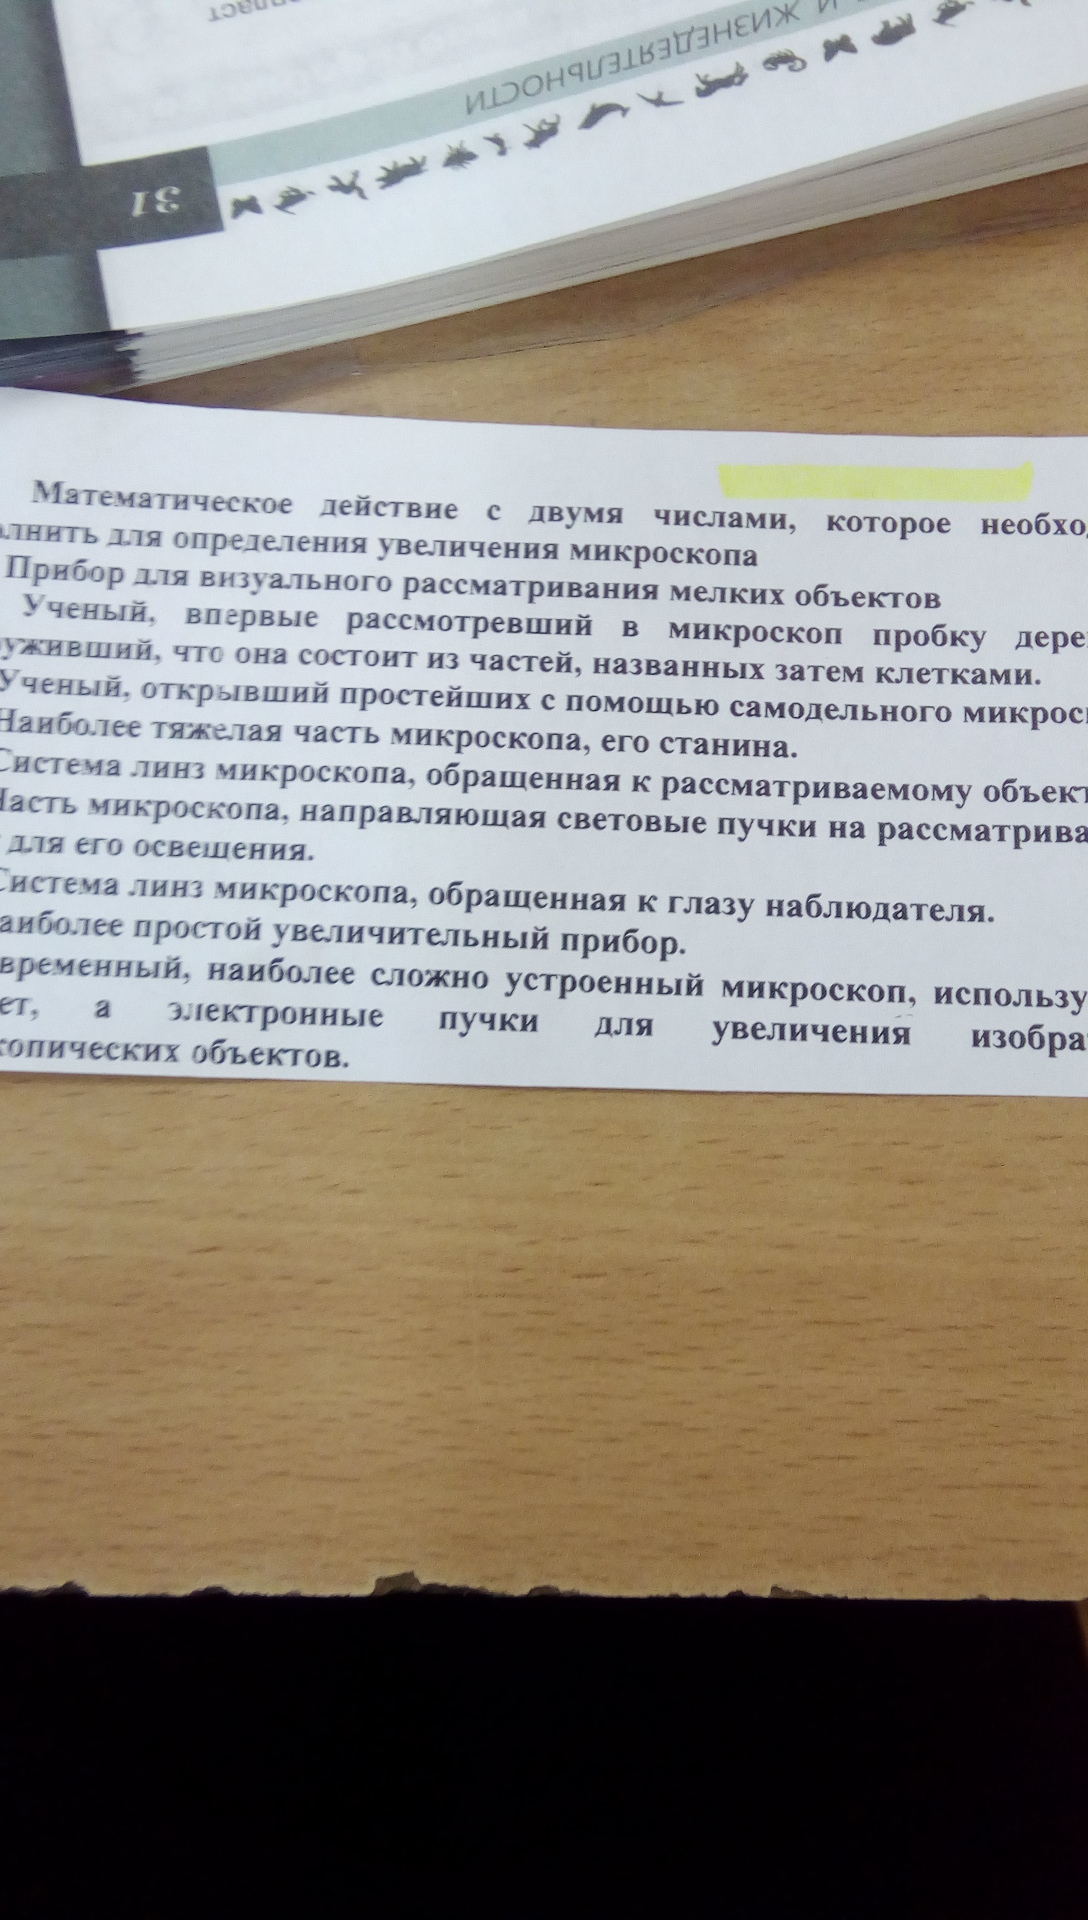 ЖИЗНЕДЕЯТЕЛЬНОСТИ
31
Математическое действие с двумя числами, которое необхо
лнить для определения увеличения микроскопа
Прибор для визуального рассматривания мелких объектов
Ученый, впервые рассмотревший в микроскоп пробку дере
уживший, что она состоит из частей, названных затем клетками.
Ученый, открывший простейших с помощью самодельного микроск
Наиболее тяжелая часть микроскопа, его станина.
Система линз микроскопа, обращенная к рассматриваемому объект
Часть микроскопа, направляющая световые пучки на рассматрива
для его освещения.
Система линз микроскопа, обращенная к глазу наблюдателя.
аиболее простой увеличительный прибор.
временный, наиболее сложно устроенный микроскоп, использу
ет, а электронные пучки для увеличения изобра
копических объектов.